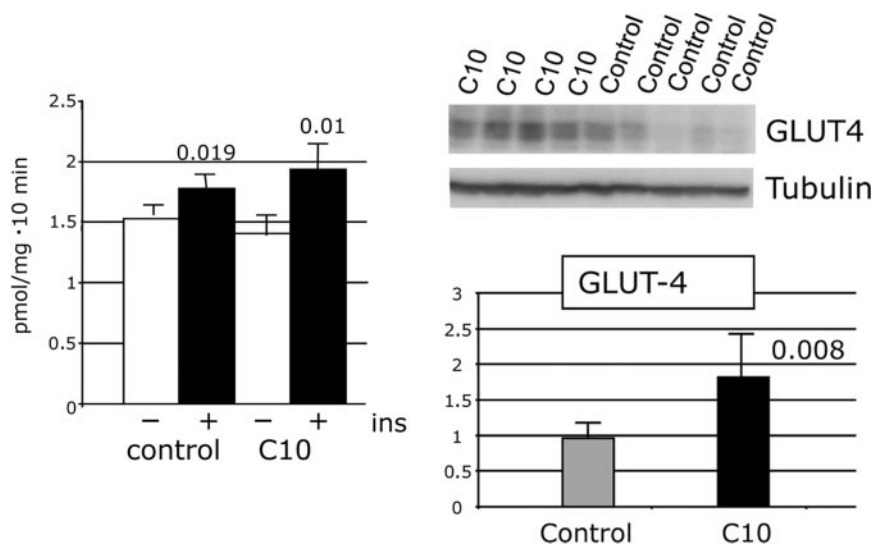 pmol/mg ·10 min
2.5
2
1.5
1
0.5
0
0.019
0.01
− + − + ins
control C10
C10 C10 C10 C10 Control Control Control Control Control
GLUT4
Tubulin
GLUT-4
3
2.5
2
1.5
1
0.5
0
0.008
Control C10